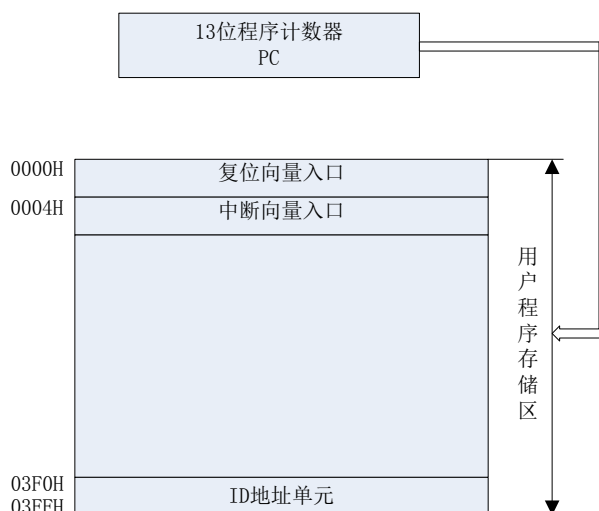 13位程序计数器
PC
0000H
复位向量入口
0004H
中断向量入口
用户程序存储区
03F0H
ID地址单元
03FFH